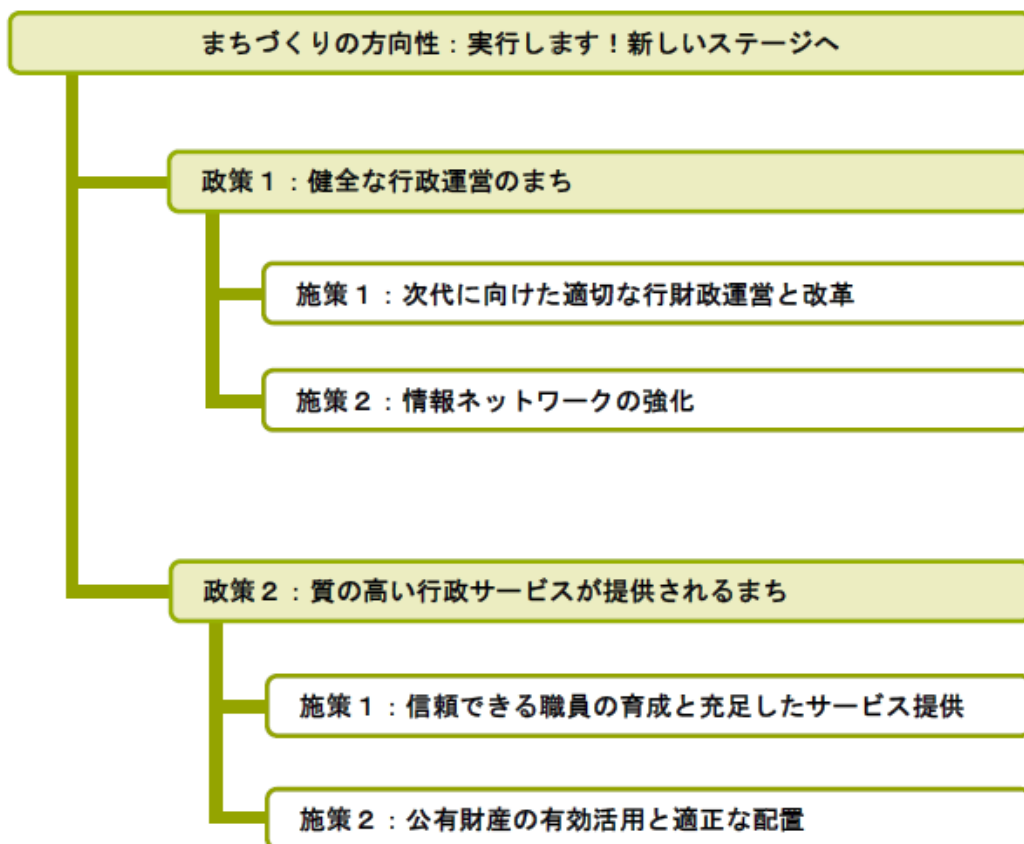 まちづくりの方向性：実行します！新しいステージへ
政策１：健全な行政運営のまち
施策１：次代に向けた適切な行財政運営と改革
施策２：情報ネットワークの強化
政策２：質の高い行政サービスが提供されるまち
施策１：信頼できる職員の育成と充足したサービス提供
施策２：公有財産の有効活用と適正な配置